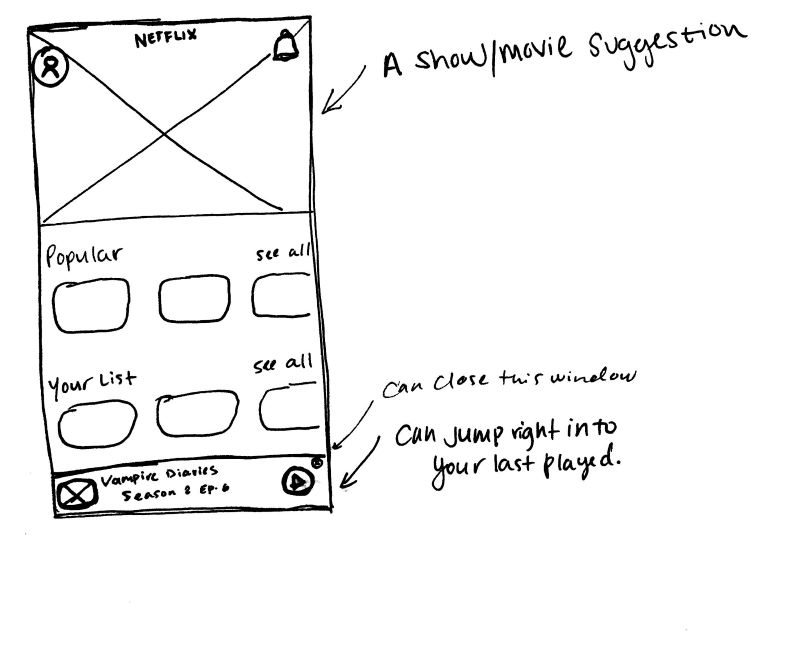 NETFLIX
A show/movie suggestion
Popular
see all
Your List
see all
can close this window
Can jump right into
your last played.
Vampire Diaries
Season 2 Ep. 6